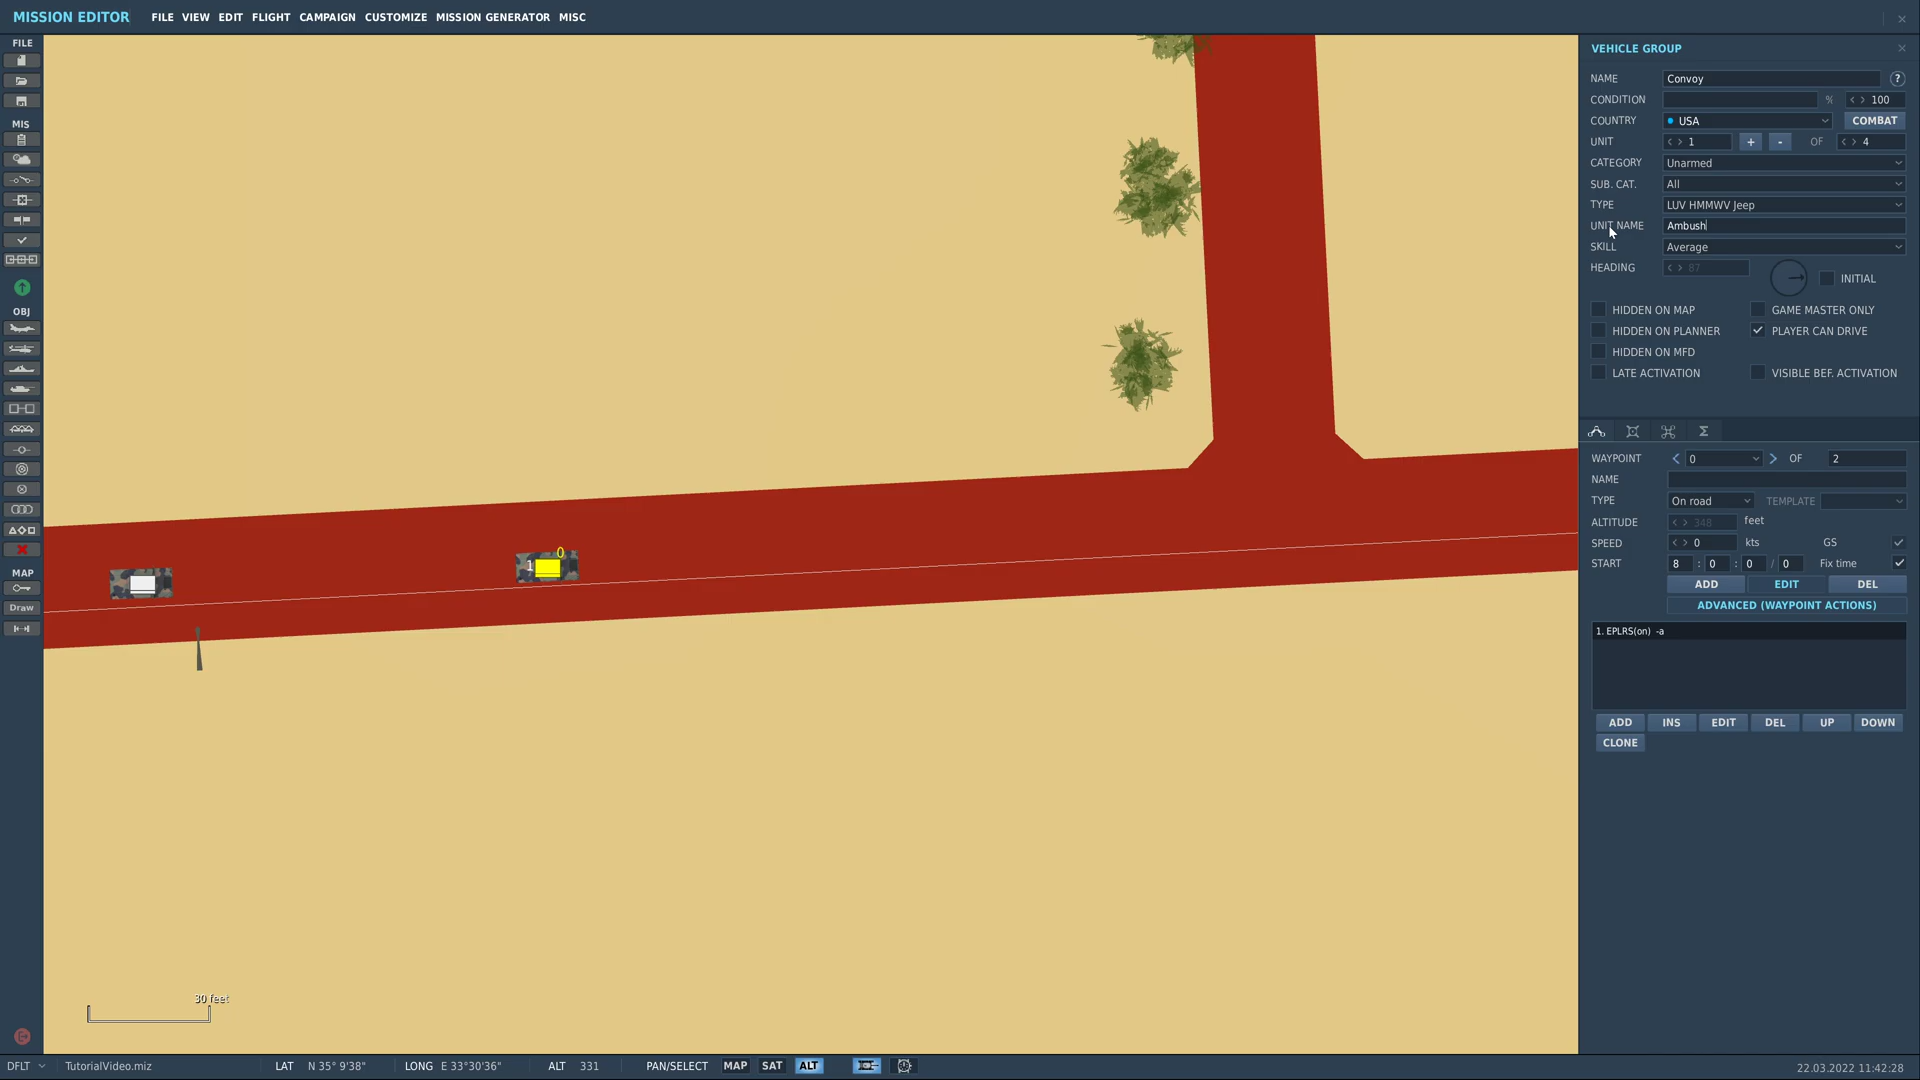 MISSION EDITOR FILE VIEW EDIT FLIGHT CAMPAIGN CUSTOMIZE MISSION GENERATOR MISC
FILE
MIS
OBJ
MAP
Draw
0
1
30 feet
VEHICLE GROUP
NAME Convoy ?
CONDITION % 100
COUNTRY USA COMBAT
UNIT 1 + - OF 4
CATEGORY Unarmed
SUB. CAT. All
TYPE LUV HMMWV Jeep
UNIT NAME Ambush
SKILL Average
HEADING 87 INITIAL
HIDDEN ON MAP GAME MASTER ONLY
HIDDEN ON PLANNER PLAYER CAN DRIVE
HIDDEN ON MFD
LATE ACTIVATION VISIBLE BEF. ACTIVATION
WAYPOINT 0 OF 2
NAME
TYPE On road TEMPLATE
ALTITUDE 348 feet
SPEED 0 kts GS
START 8 : 0 : 0 / 0 Fix time
ADD EDIT DEL
ADVANCED (WAYPOINT ACTIONS)
1. EPLRS(on) -a
ADD INS EDIT DEL UP DOWN
CLONE
DFLT TutorialVideo.miz LAT N 35° 9'38" LONG E 33°30'36" ALT 331 PAN/SELECT MAP SAT ALT 22.03.2022 11:42:28